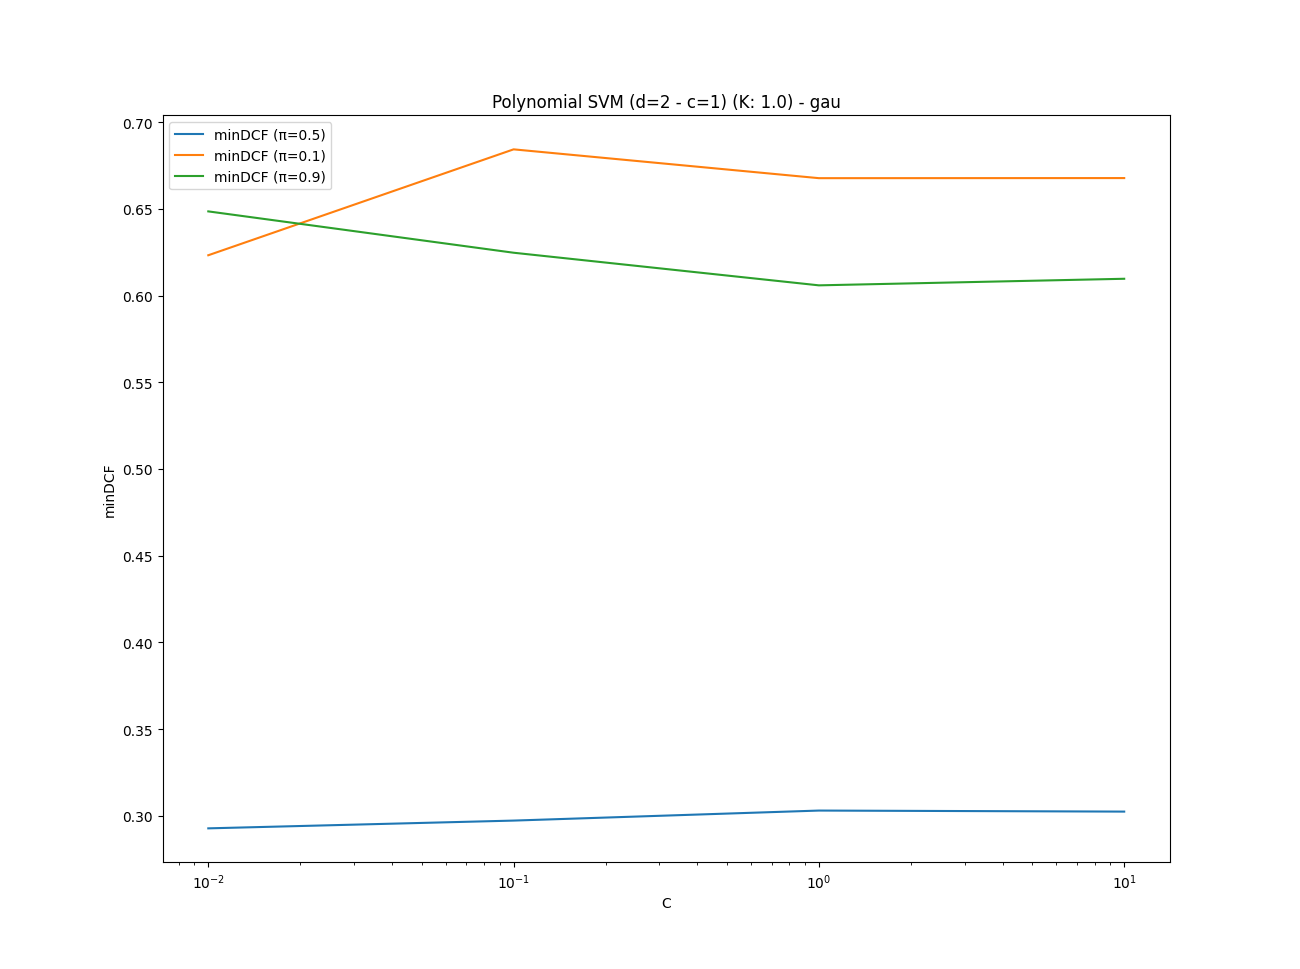 Polynomial SVM (d=2 - c=1) (K: 1.0) - gau
minDCF (π=0.5)
minDCF (π=0.1)
minDCF (π=0.9)
0.70
0.65
0.60
0.55
0.50
0.45
0.40
0.35
0.30
minDCF
10⁻² 10⁻¹ 10⁰ 10¹
C